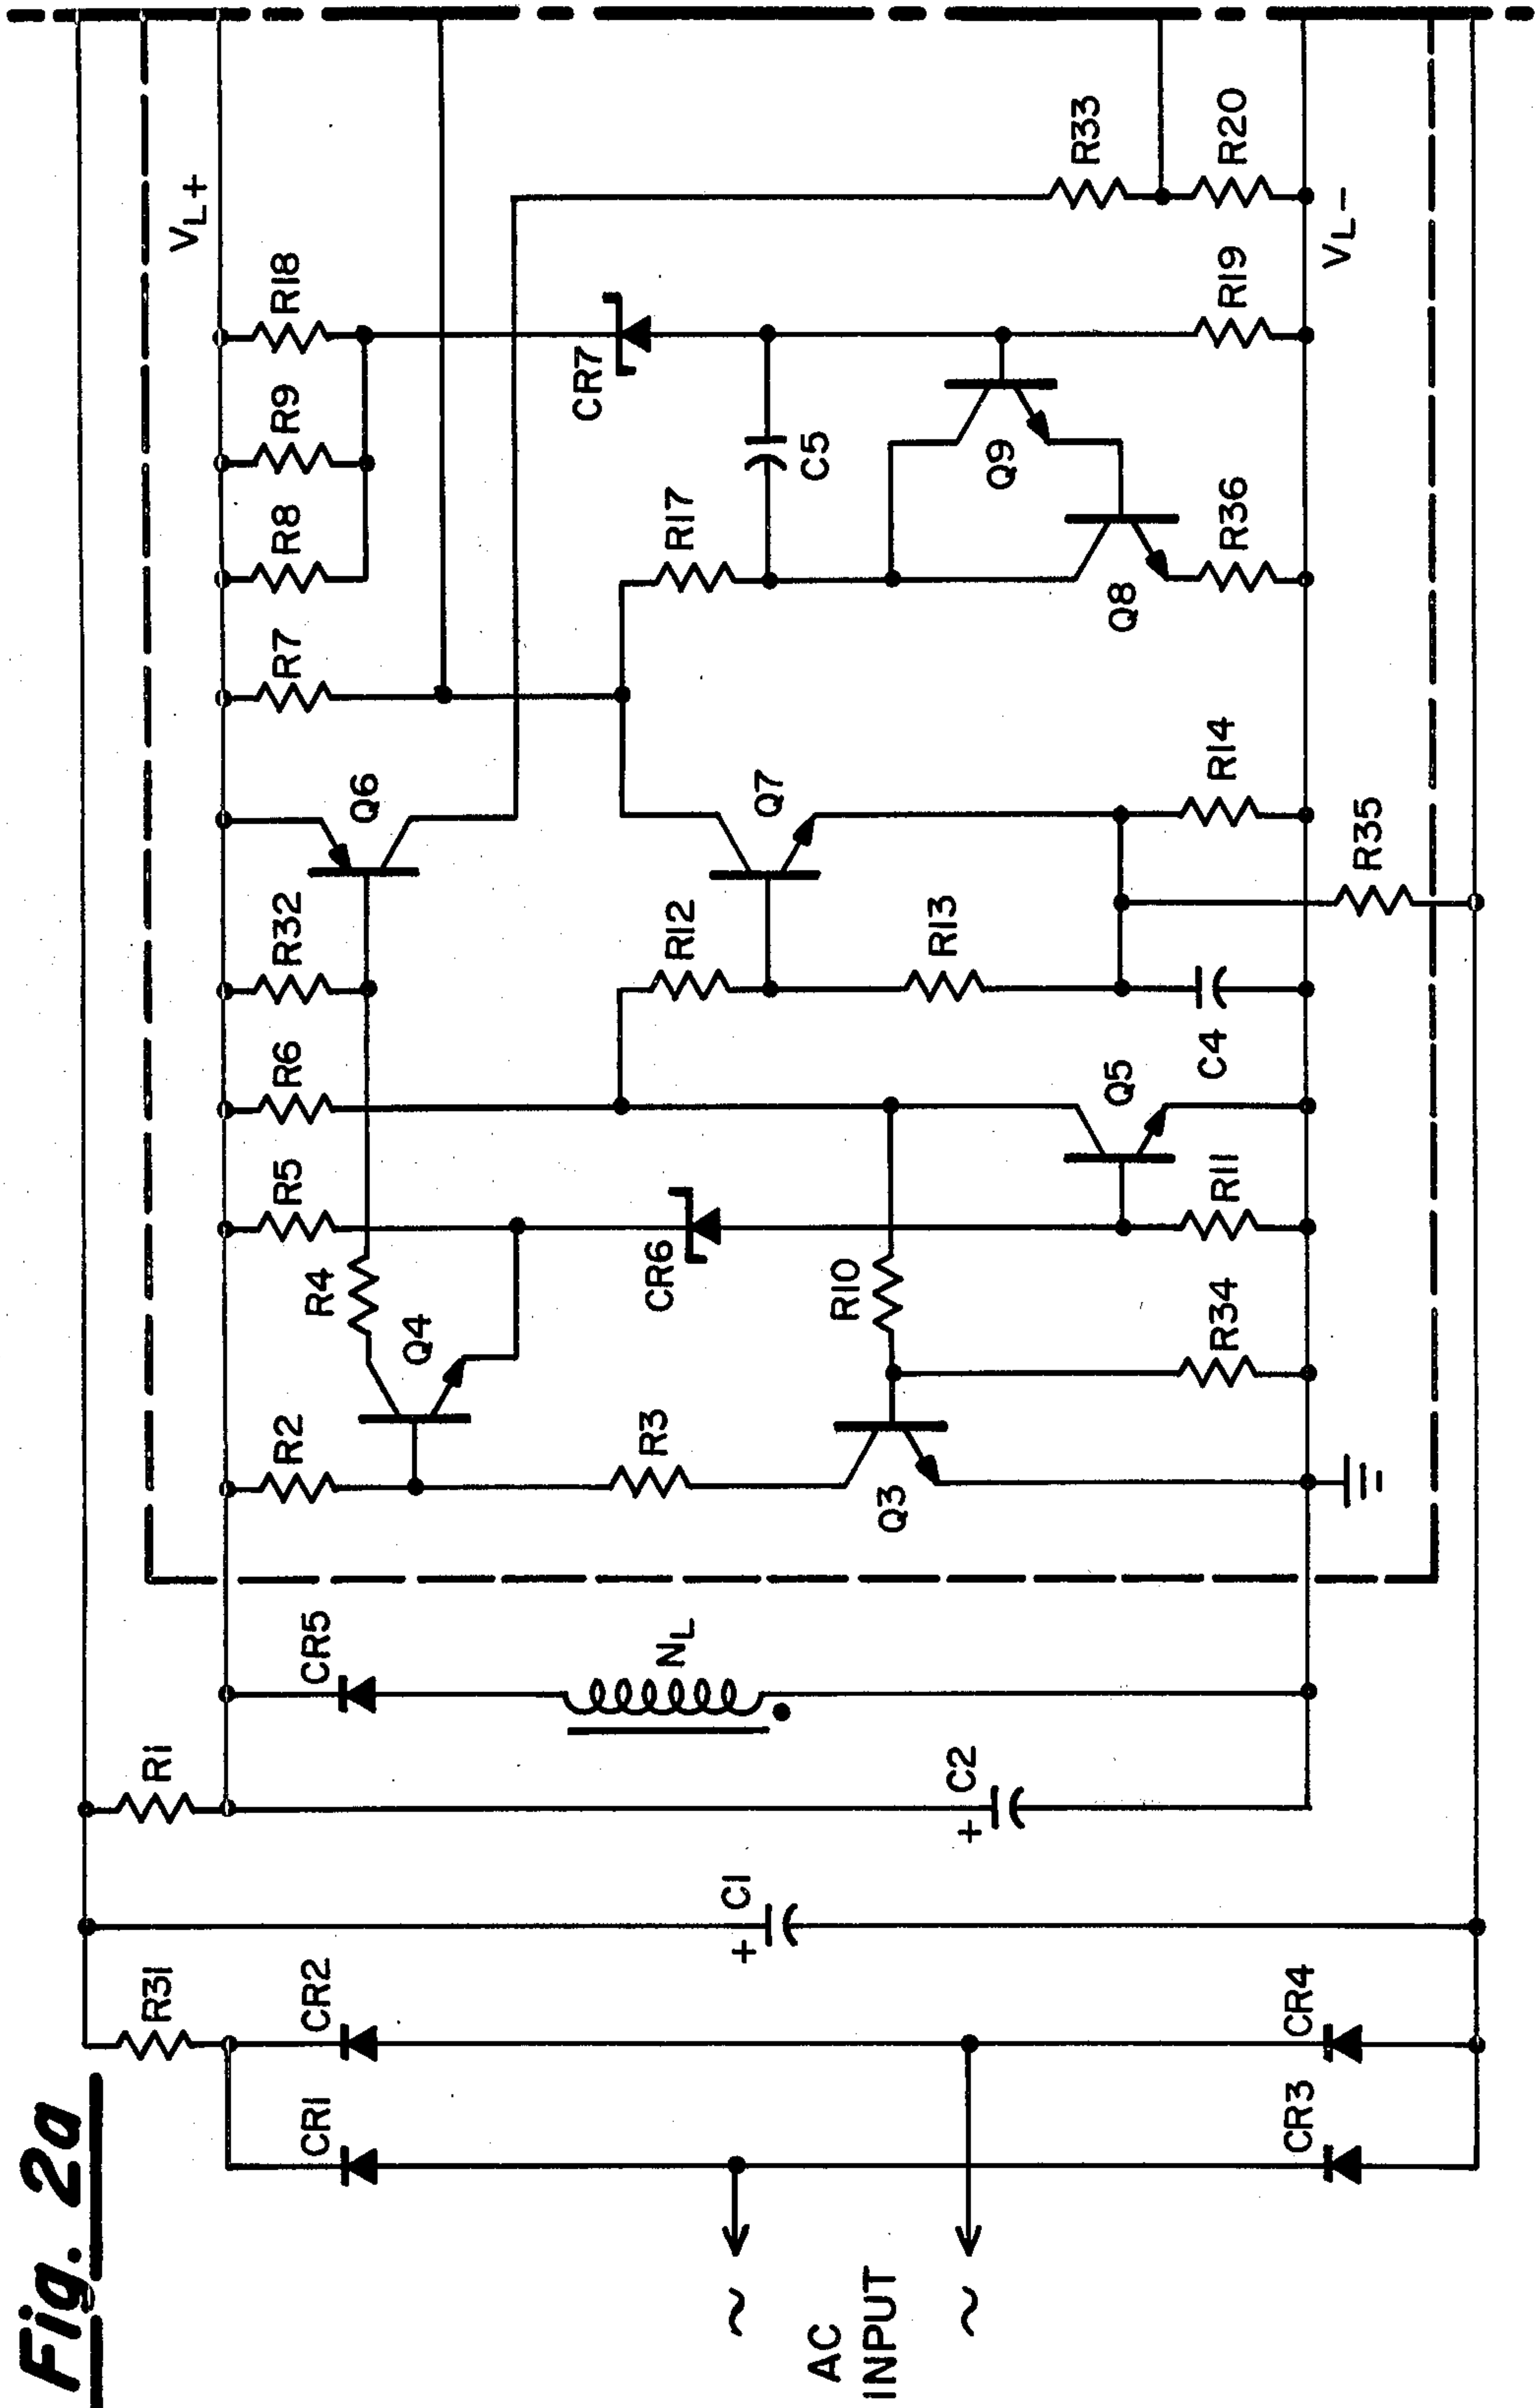 Fig. 2a
AC
INPUT
~
~
R31
CR1
CR2
CR3
CR4
+
C1
R1
+
C2
CR5
NL
R2
R3
Q3
Q4
R4
R34
R10
R5
CR6
R11
R6
Q5
C4
R32
R12
R13
Q6
Q7
R35
R14
R7
R8
R9
R18
R17
C5
Q8
Q9
R36
CR7
R19
VL+
VL-
R33
R20